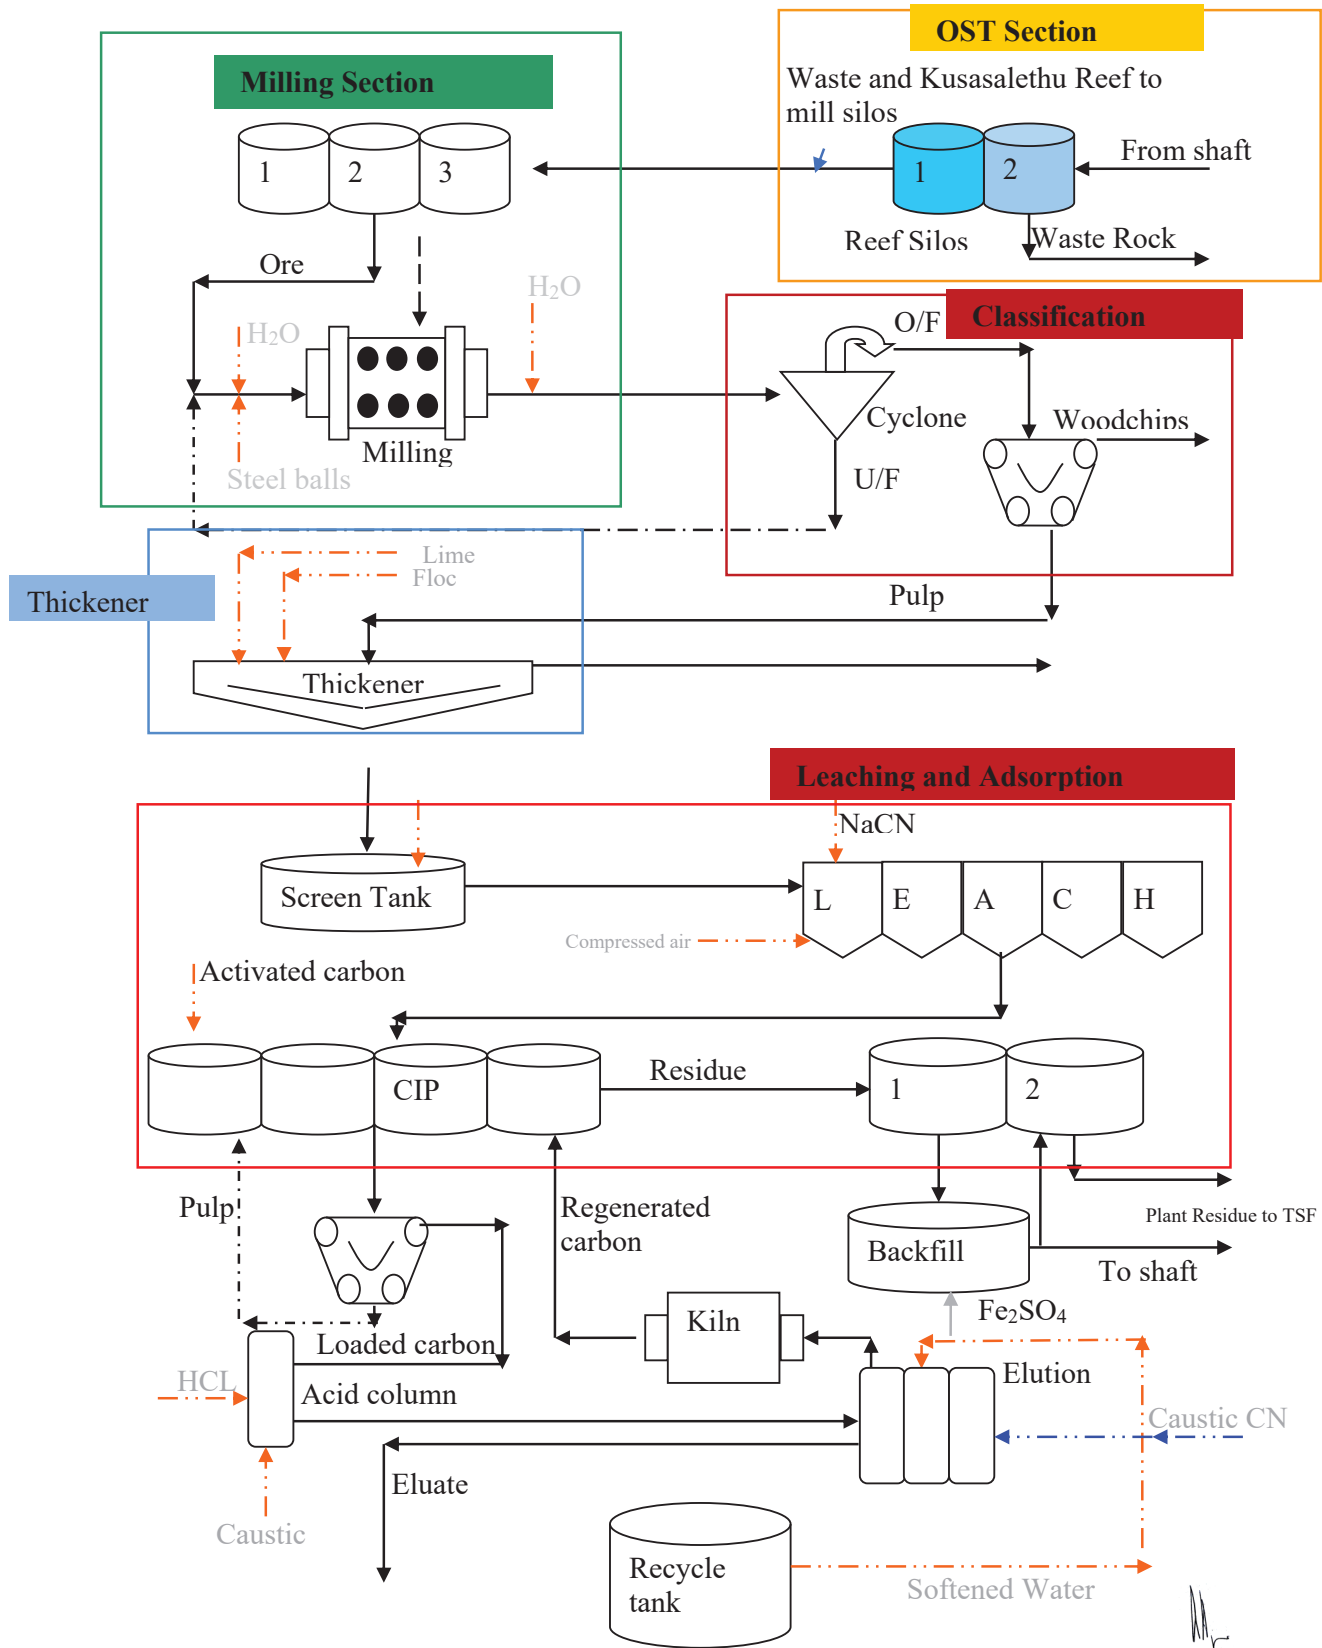 OST Section
Milling Section
Waste and Kusasalethu Reef to
mill silos
From shaft
1
2
3
1
2
Reef Silos
Waste Rock
Ore
H₂O
H₂O
Classification
O/F
Cyclone
Woodchips
Milling
Steel balls
U/F
Lime
Floc
Thickener
Pulp
Thickener
Leaching and Adsorption
NaCN
Screen Tank
L
E
A
C
H
Compressed air
Activated carbon
CIP
Residue
1
2
Pulp
Regenerated
carbon
Plant Residue to TSF
Backfill
To shaft
Fe₂SO₄
Kiln
Loaded carbon
HCL
Acid column
Elution
Caustic CN
Eluate
Caustic
Recycle
tank
Softened Water